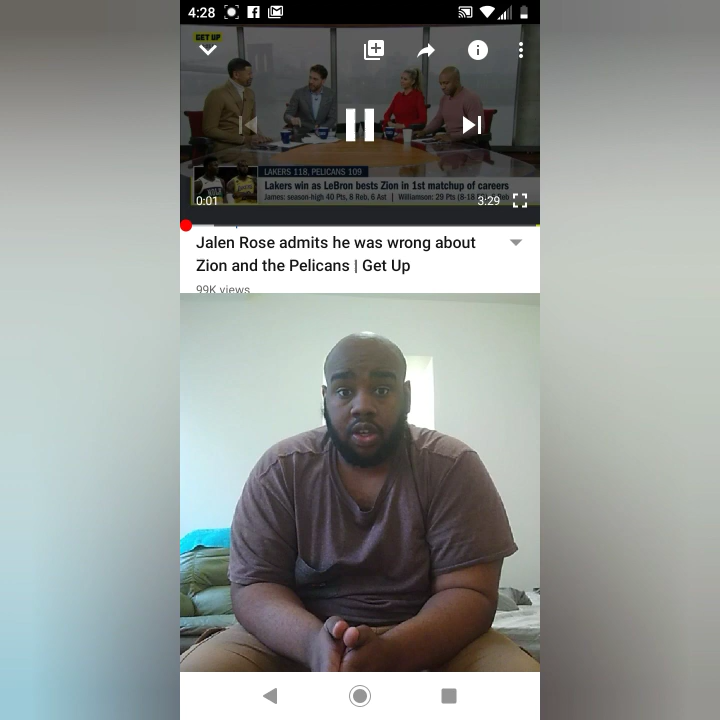 4:28
GET UP
LAKERS 118, PELICANS 109
Lakers win as LeBron bests Zion in 1st matchup of careers
James: season-high 40 Pts, 8 Reb, 6 Ast | Williamson: 29 Pts (8-18
0:01
3:29
Jalen Rose admits he was wrong about
Zion and the Pelicans | Get Up
99K views